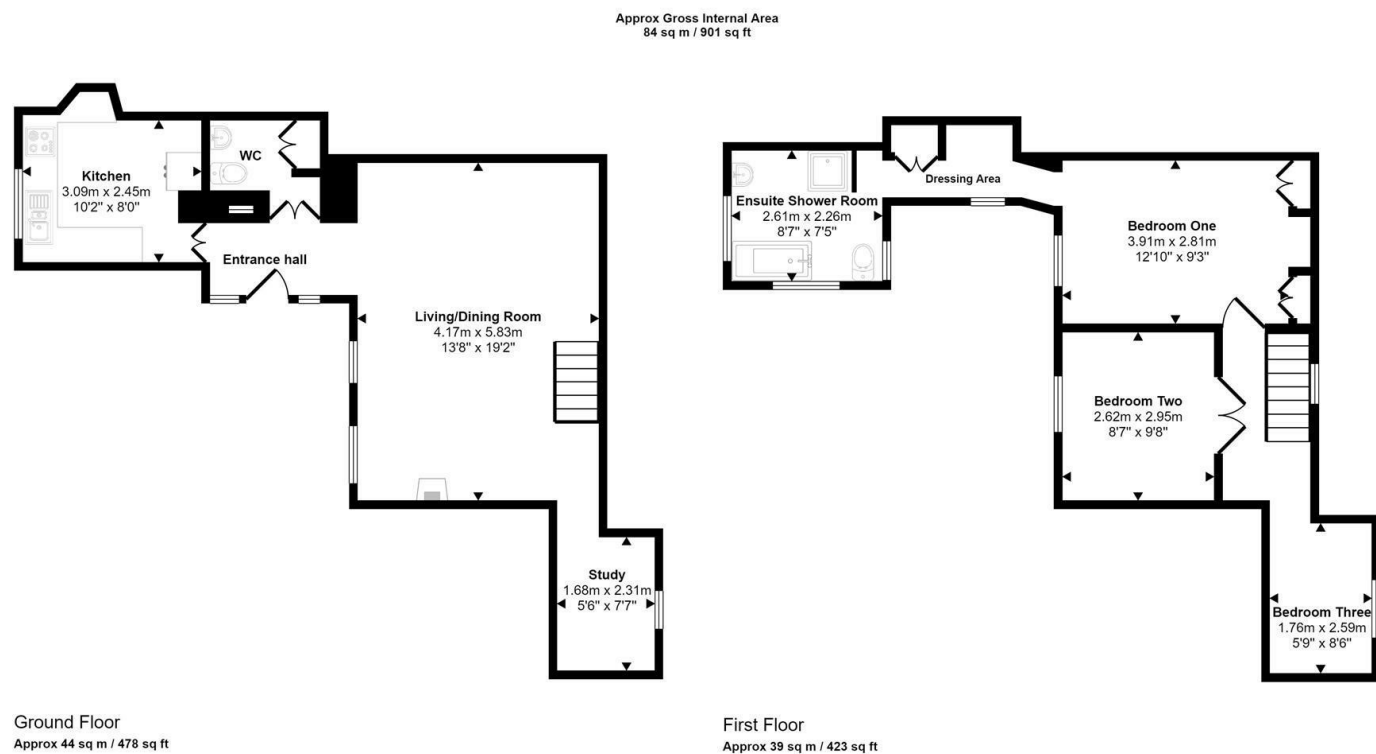 Approx Gross Internal Area
84 sq m / 901 sq ft
Kitchen
3.09m x 2.45m
10'2" x 8'0"
WC
Entrance hall
Living/Dining Room
4.17m x 5.83m
13'8" x 19'2"
Study
1.68m x 2.31m
5'6" x 7'7"
Ground Floor
Approx 44 sq m / 478 sq ft
Ensuite Shower Room
2.61m x 2.26m
8'7" x 7'5"
Dressing Area
Bedroom One
3.91m x 2.81m
12'10" x 9'3"
Bedroom Two
2.62m x 2.95m
8'7" x 9'8"
Bedroom Three
1.76m x 2.59m
5'9" x 8'6"
First Floor
Approx 39 sq m / 423 sq ft